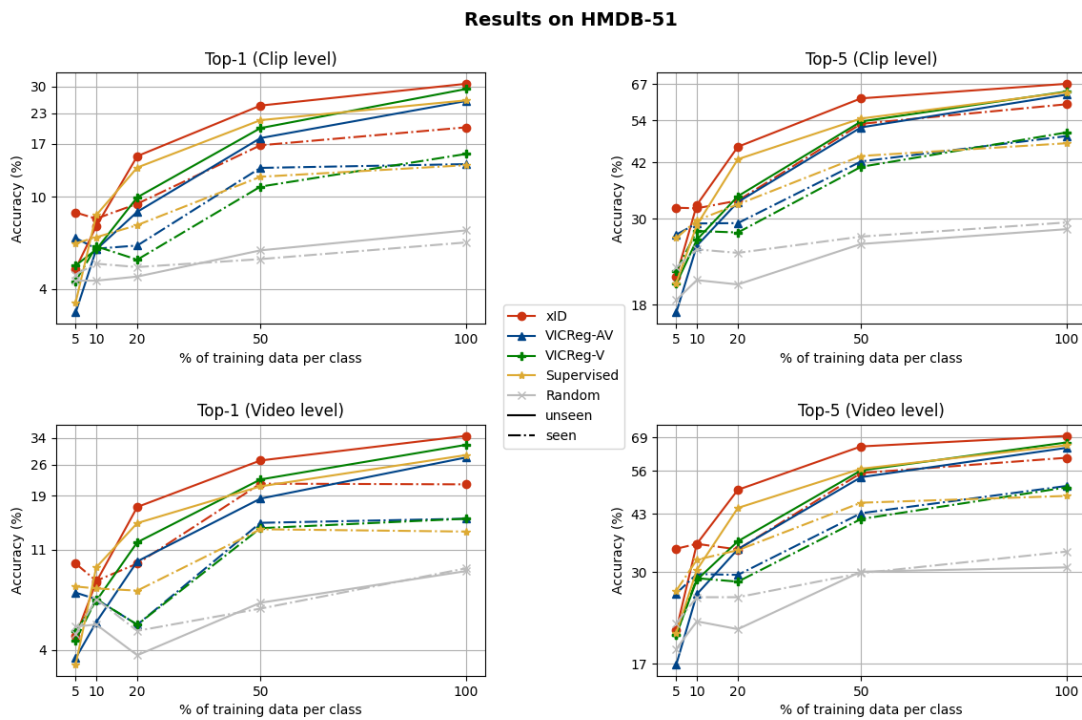 Results on HMDB-51
Top-1 (Clip level)
Accuracy (%)
30
23
17
10
4
5 10 20 50 100
% of training data per class
Top-5 (Clip level)
Accuracy (%)
67
54
42
30
18
5 10 20 50 100
% of training data per class
xID
VICReg-AV
VICReg-V
Supervised
Random
unseen
seen
Top-1 (Video level)
Accuracy (%)
34
26
19
11
4
5 10 20 50 100
% of training data per class
Top-5 (Video level)
Accuracy (%)
69
56
43
30
17
5 10 20 50 100
% of training data per class